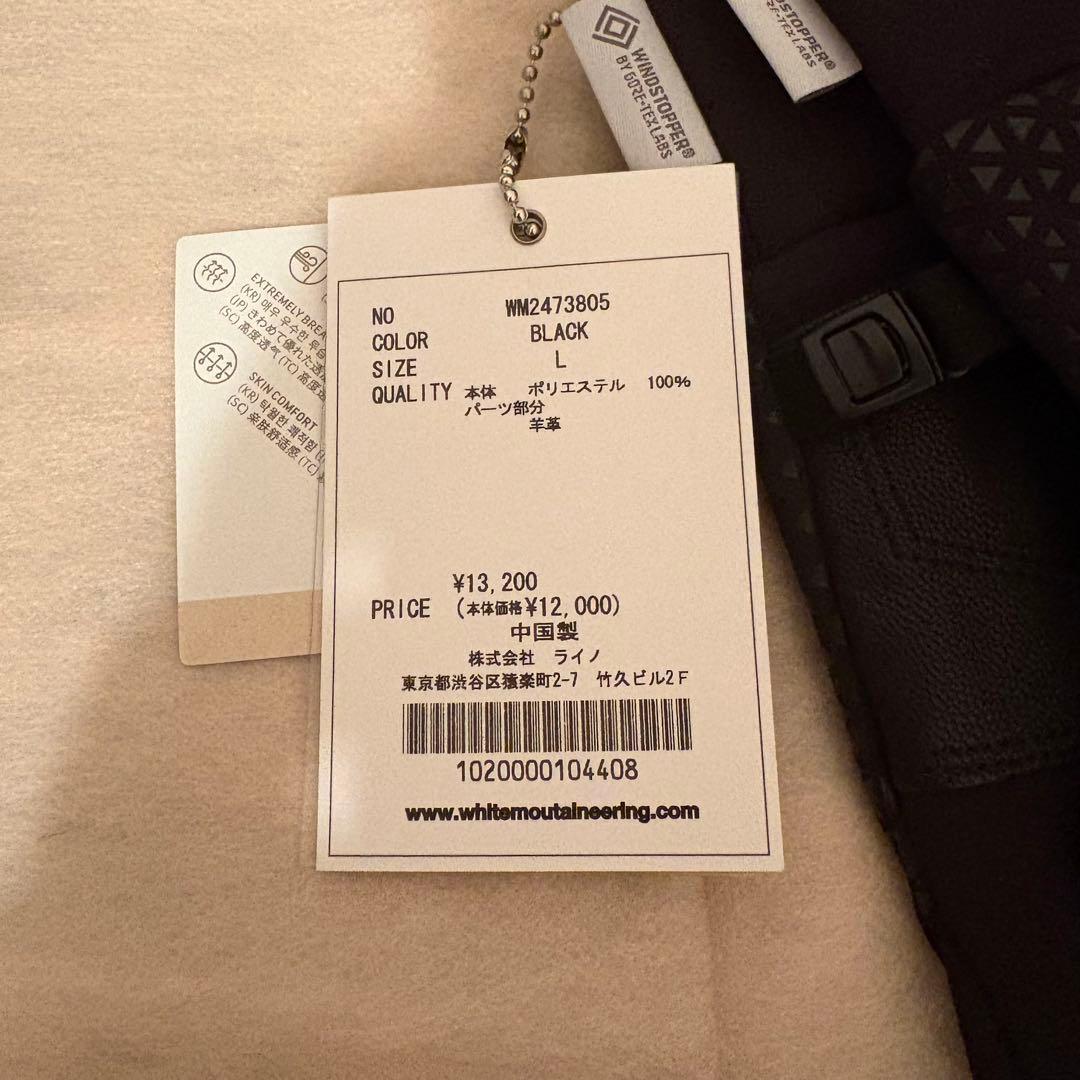 WINDSTOPPER®
BY GORE-TEX LABS
WINDSTOPPER®
BY GORE-TEX LABS
EXTREMELY
(KR) 매우 우수한
(JP) きわめて優れた透
(SC) 高度透气 (TC) 高度
SKIN COMFORT
(KR) 탁월한 쾌적함
(SC) 亲肤舒适感 (TC)
NO WM2473805
COLOR BLACK
SIZE L
QUALITY 本体 ポリエステル 100%
パーツ部分
羊革
¥13,200
PRICE (本体価格¥12,000)
中国製
株式会社 ライノ
東京都渋谷区猿楽町2-7 竹久ビル2F
1020000104408
www.whitemoutaineering.com